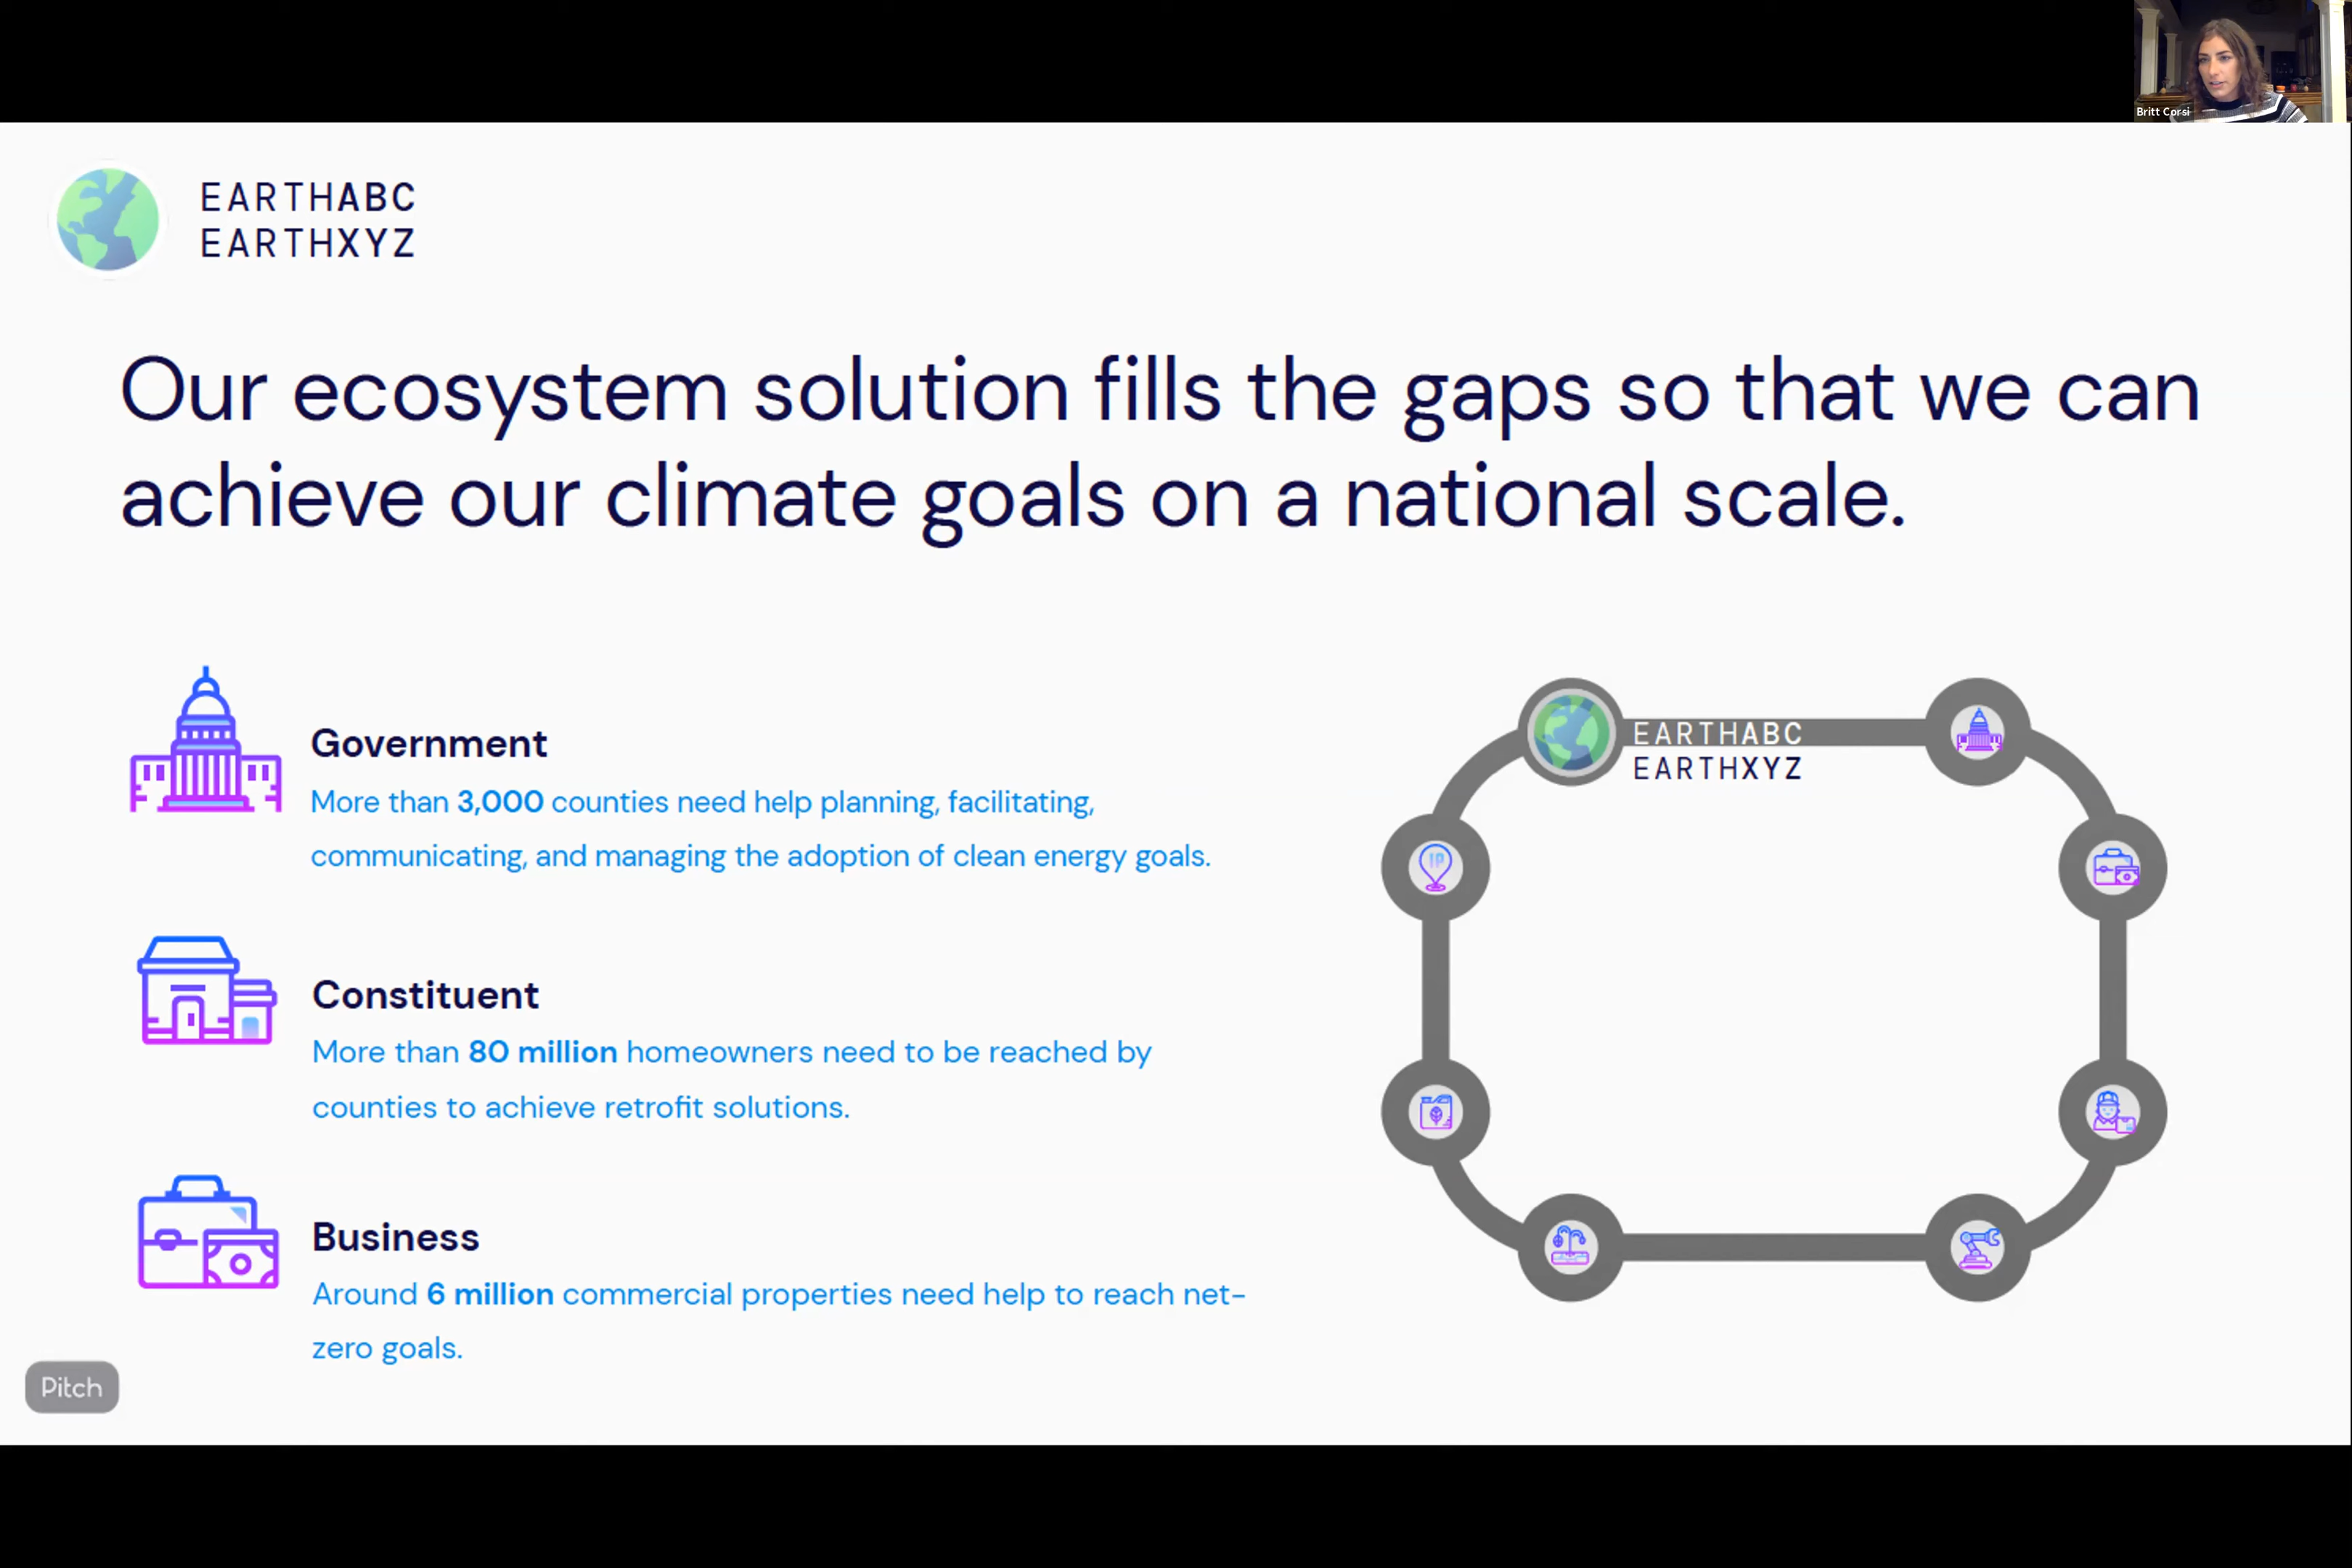 Britt Corsi
EARTHABC
EARTHXYZ
Our ecosystem solution fills the gaps so that we can
achieve our climate goals on a national scale.
Government
More than 3,000 counties need help planning, facilitating,
communicating, and managing the adoption of clean energy goals.
Constituent
More than 80 million homeowners need to be reached by
counties to achieve retrofit solutions.
Business
Around 6 million commercial properties need help to reach net-
zero goals.
EARTHABC
EARTHXYZ
IP
Pitch